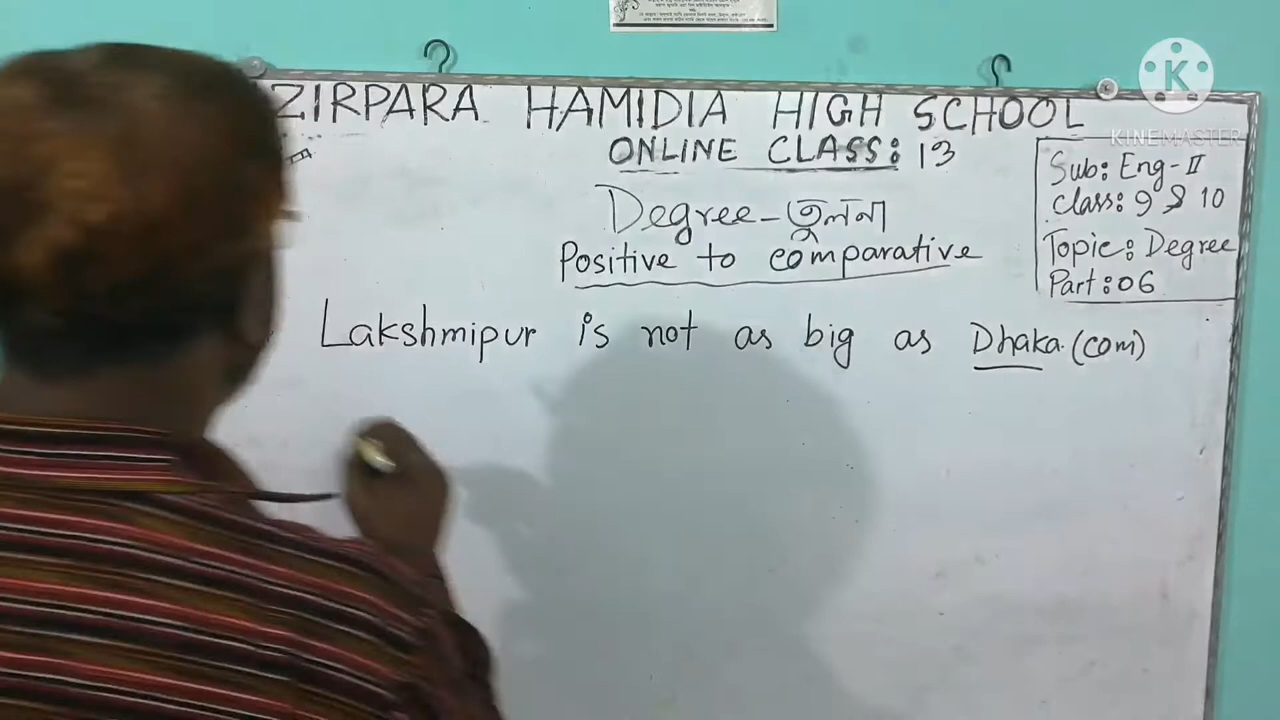 ZIRPARA HAMIDIA HIGH SCHOOL
ONLINE CLASS: 13
Degree - তুলনা
Positive to comparative
Lakshmipur is not as big as Dhaka. (com)
Sub: Eng-II
Class: 9 & 10
Topic: Degree
Part: 06
K
KINEMASTER